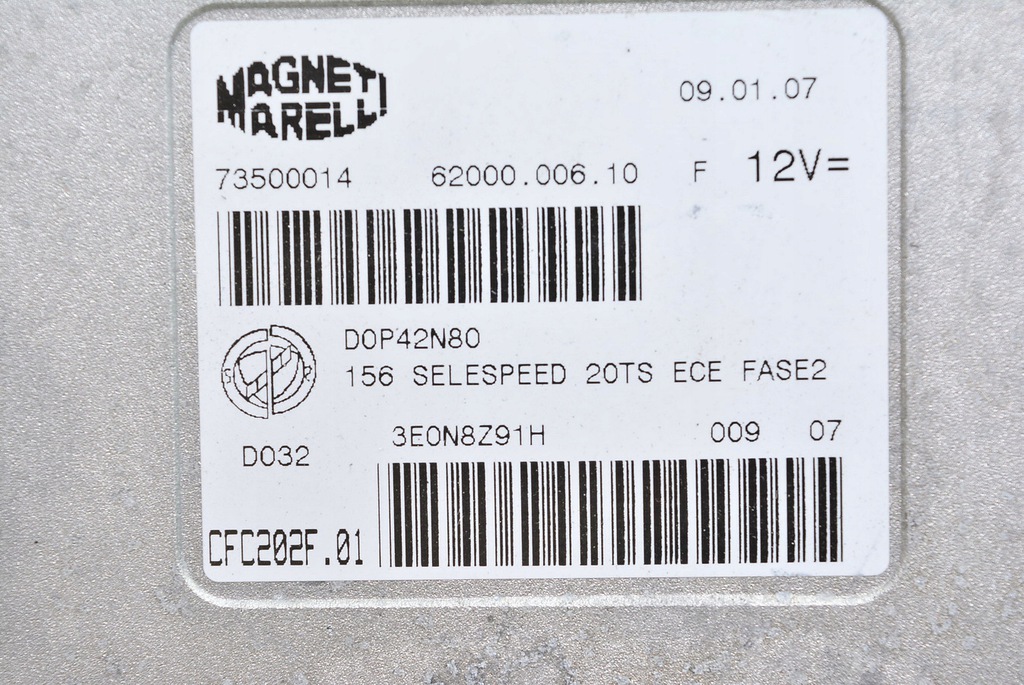 MAGNETI
MARELLI
09.01.07
73500014 62000.006.10 F 12V=
D0P42N80
156 SELESPEED 20TS ECE FASE2
S R
3E0N8Z91H 009 07
D032
CFC202F.01